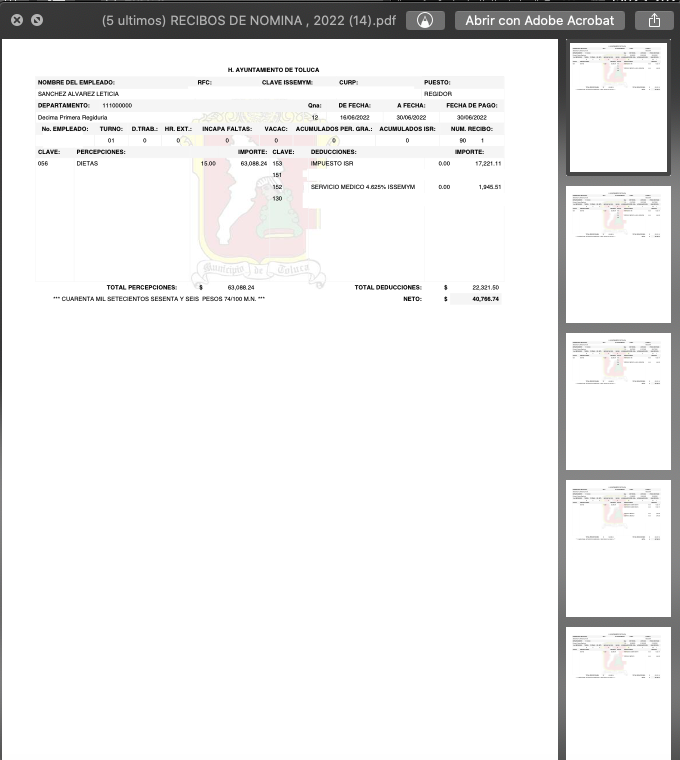 (5 ultimos) RECIBOS DE NOMINA , 2022 (14).pdf
Abrir con Adobe Acrobat
H. AYUNTAMIENTO DE TOLUCA
NOMBRE DEL EMPLEADO: RFC: CLAVE ISSEMYM: CURP: PUESTO:
SANCHEZ ALVAREZ LETICIA REGIDOR
DEPARTAMENTO: 111000000 Qna: DE FECHA: A FECHA: FECHA DE PAGO:
Decima Primera Regiduria 12 16/06/2022 30/06/2022 30/06/2022
No. EMPLEADO: TURNO: D.TRAB.: HR. EXT.: INCAPA FALTAS: VACAC: ACUMULADOS PER. GRA.: ACUMULADOS ISR: NUM. RECIBO:
01 0 0 0 0 0 0 90 1
CLAVE: PERCEPCIONES: IMPORTE: CLAVE: DEDUCCIONES: IMPORTE:
056 DIETAS 15.00 63,088.24 153 IMPUESTO ISR 0.00 17,221.11
151
152 SERVICIO MEDICO 4.625% ISSEMYM 0.00 1,945.51
130
Municipio de Toluca
TOTAL PERCEPCIONES: $ 63,088.24 TOTAL DEDUCCIONES: $ 22,321.50
*** CUARENTA MIL SETECIENTOS SESENTA Y SEIS PESOS 74/100 M.N. *** NETO: $ 40,766.74